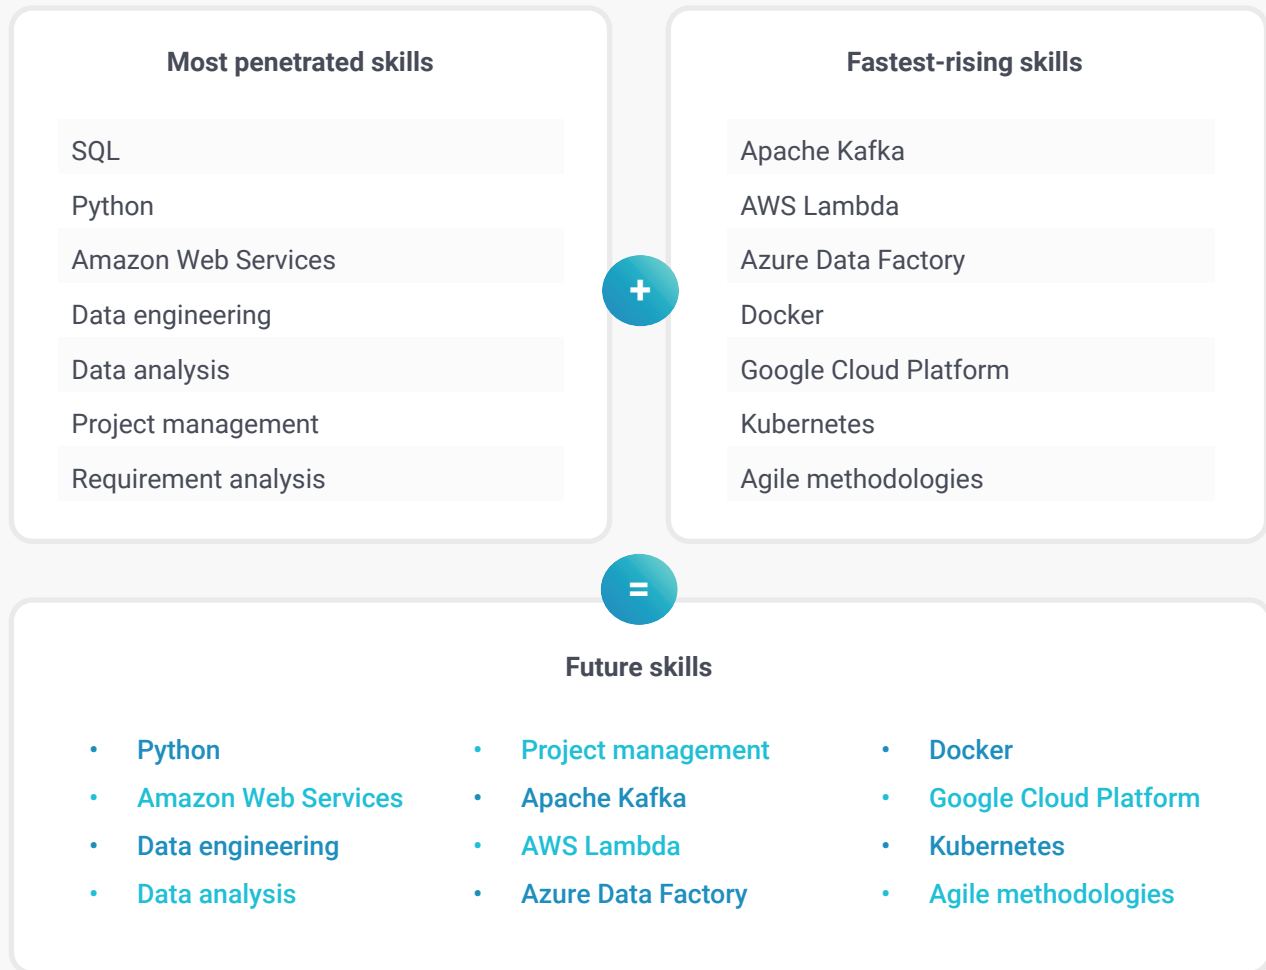 Most penetrated skills
SQL
Python
Amazon Web Services
Data engineering
Data analysis
Project management
Requirement analysis
+
Fastest-rising skills
Apache Kafka
AWS Lambda
Azure Data Factory
Docker
Google Cloud Platform
Kubernetes
Agile methodologies
=
Future skills
• Python
• Amazon Web Services
• Data engineering
• Data analysis
• Project management
• Apache Kafka
• AWS Lambda
• Azure Data Factory
• Docker
• Google Cloud Platform
• Kubernetes
• Agile methodologies